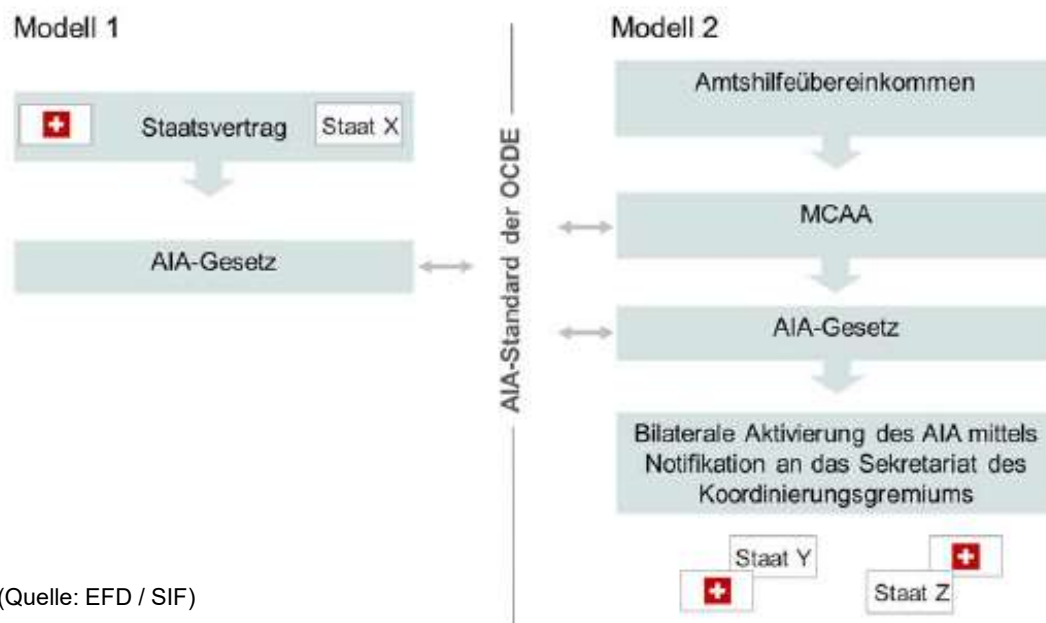 Modell 1
Staatsvertrag
Staat X
AIA-Gesetz
AIA-Standard der OCDE
Modell 2
Amtshilfeübereinkommen
MCAA
AIA-Gesetz
Bilaterale Aktivierung des AIA mittels
Notifikation an das Sekretariat des
Koordinierungsgremiums
Staat Y
Staat Z
(Quelle: EFD / SIF)